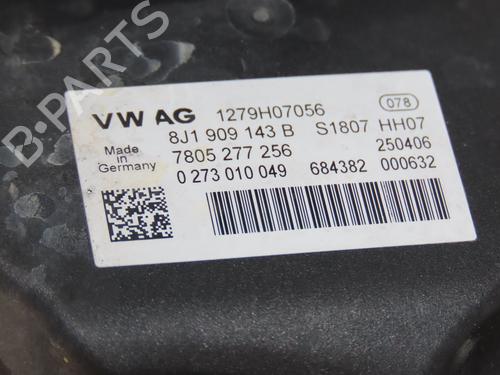 B-PARTS
VW AG 1279H07056 078
8J1 909 143 B S1807 HH07
Made in Germany 7805 277 256 250406
0 273 010 049 684382 000632